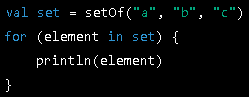 val set = setOf("a", "b", "c")
for (element in set) {
    println(element)
}